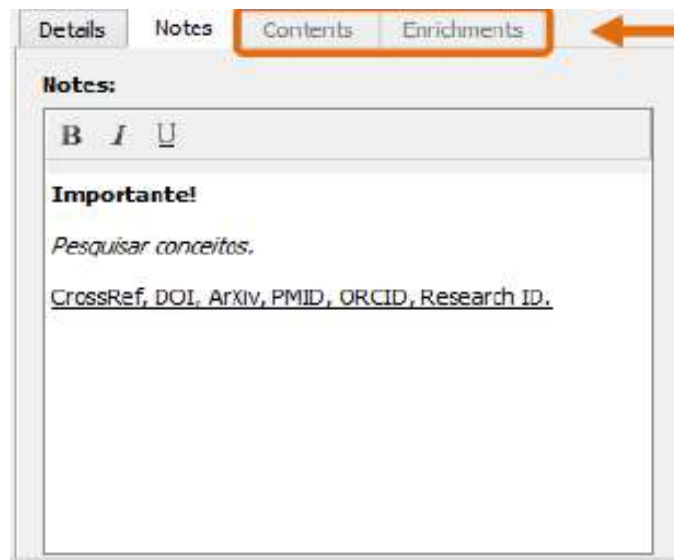 Details Notes Contents Enrichments
Notes:
B I U
Importante!
Pesquisar conceitos.
CrossRef, DOI, ArXiv, PMID, ORCID, Research ID.